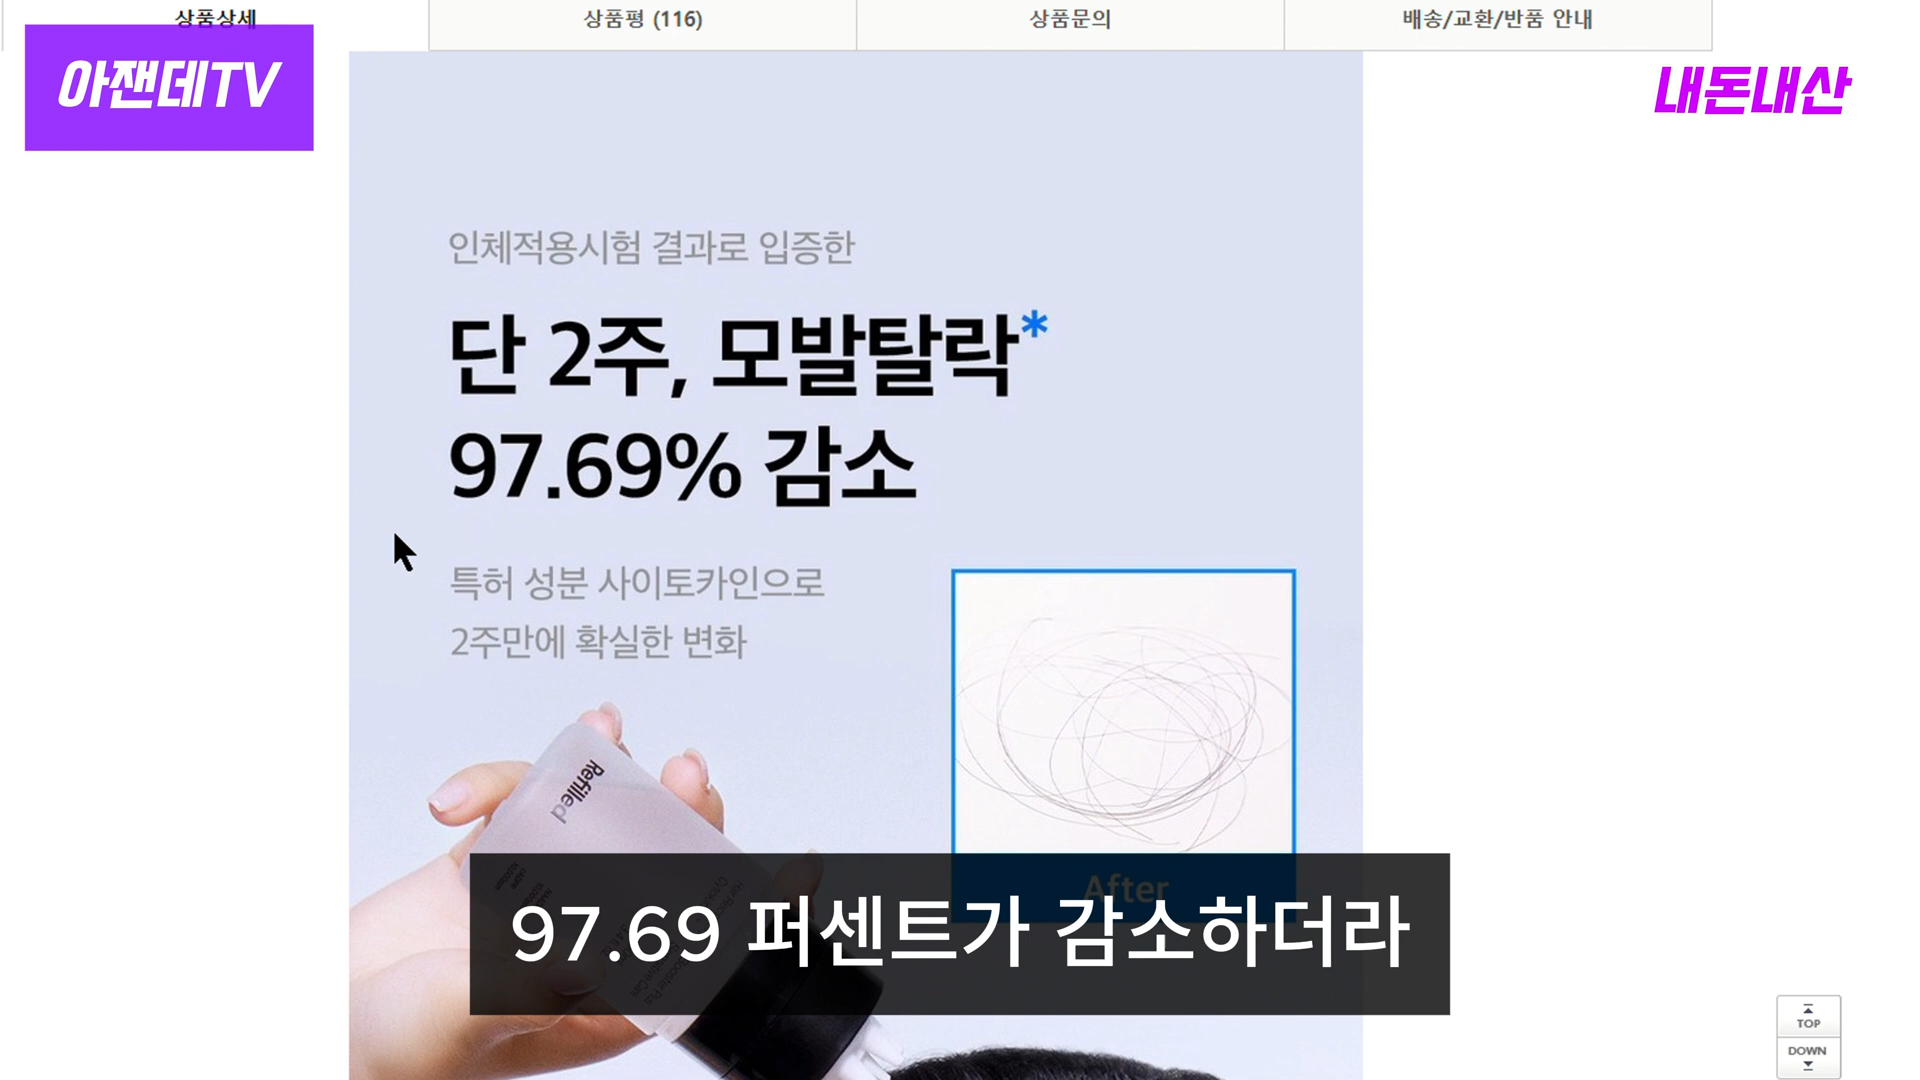 상품상세
상품평 (116)
상품문의
배송/교환/반품 안내
아잰데TV
내돈내산
인체적용시험 결과로 입증한
단 2주, 모발탈락*
97.69% 감소
특허 성분 사이토카인으로
2주만에 확실한 변화
Refilled
After
97.69 퍼센트가 감소하더라
TOP
DOWN